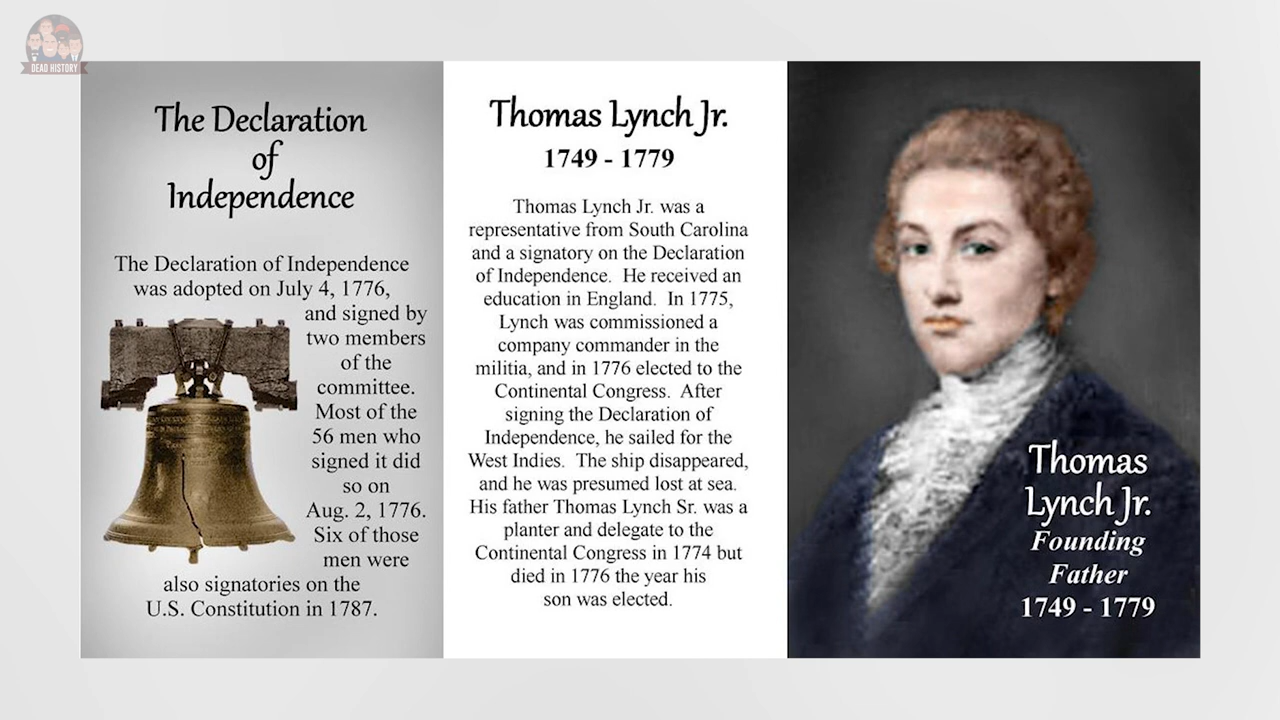 DEAD HISTORY
The Declaration
of
Independence
The Declaration of Independence
was adopted on July 4, 1776,
and signed by
two members
of the
committee.
Most of the
56 men who
signed it did
so on
Aug. 2, 1776.
Six of those
men were
also signatories on the
U.S. Constitution in 1787.
Thomas Lynch Jr.
1749 - 1779
Thomas Lynch Jr. was a
representative from South Carolina
and a signatory on the Declaration
of Independence. He received an
education in England. In 1775,
Lynch was commissioned a
company commander in the
militia, and in 1776 elected to the
Continental Congress. After
signing the Declaration of
Independence, he sailed for the
West Indies. The ship disappeared,
and he was presumed lost at sea.
His father Thomas Lynch Sr. was a
planter and delegate to the
Continental Congress in 1774 but
died in 1776 the year his
son was elected.
Thomas
Lynch Jr.
Founding
Father
1749 - 1779